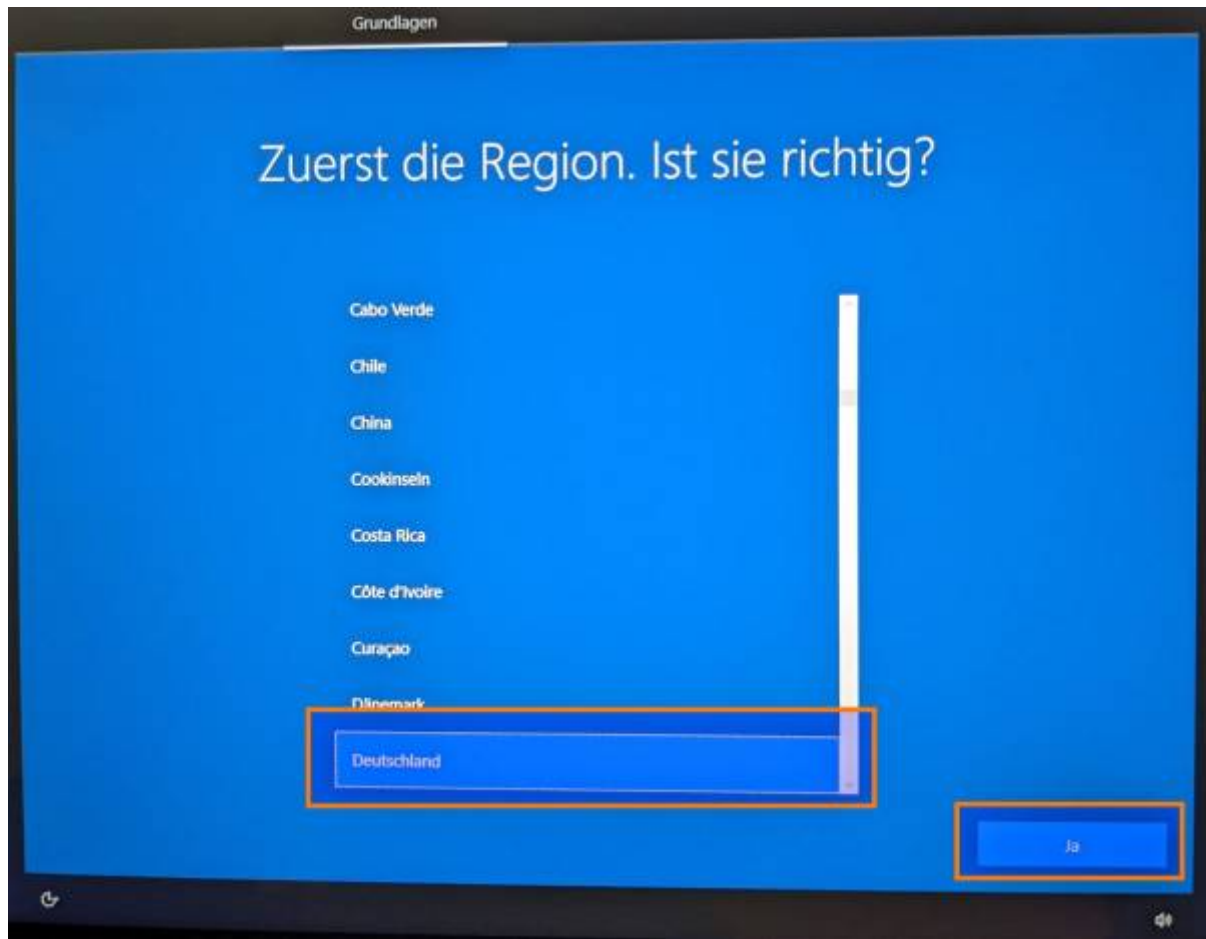 Grundlagen
Zuerst die Region. Ist sie richtig?
Cabo Verde
Chile
China
Cookinseln
Costa Rica
Côte d'Ivoire
Curaçao
Dänemark
Deutschland
Ja